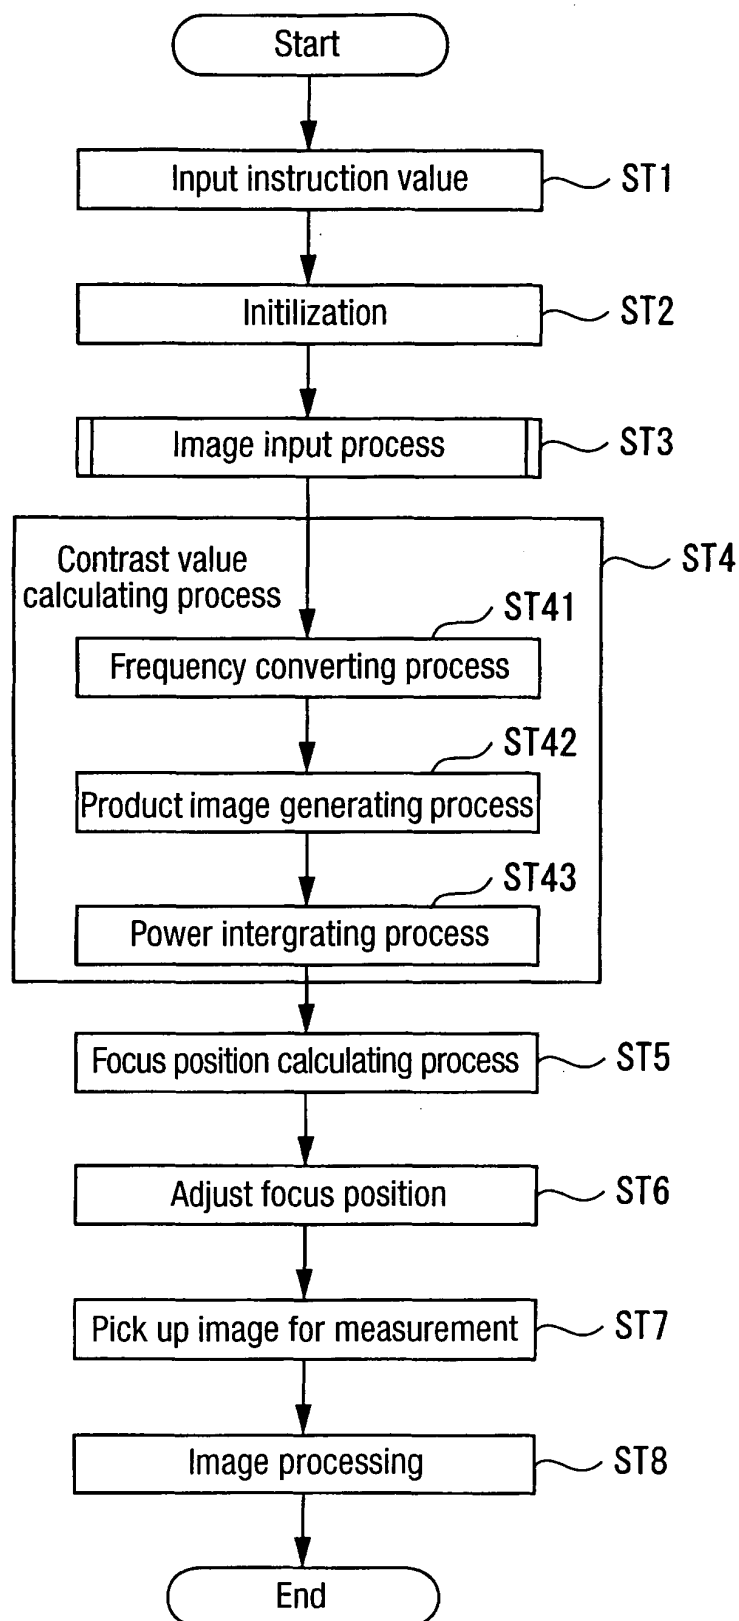 Start
Input instruction value
ST1
Initilization
ST2
Image input process
ST3
Contrast value
calculating process
ST4
ST41
Frequency converting process
ST42
Product image generating process
ST43
Power intergrating process
Focus position calculating process
ST5
Adjust focus position
ST6
Pick up image for measurement
ST7
Image processing
ST8
End